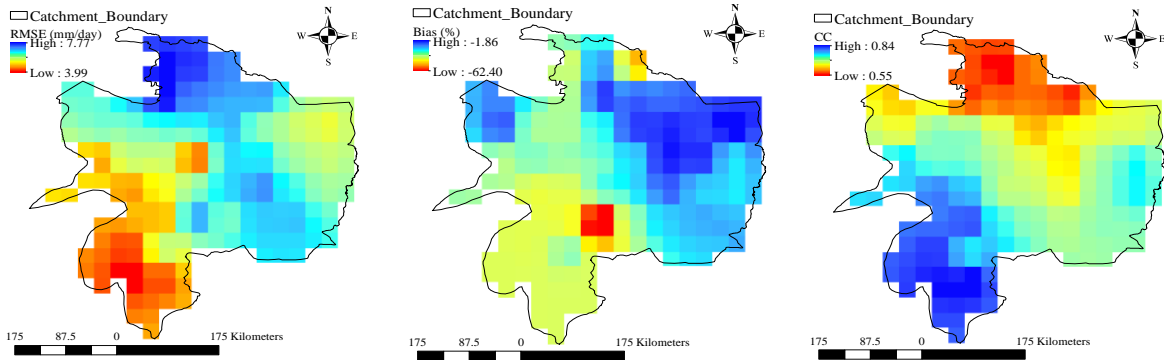 Catchment_Boundary
RMSE (mm/day)
High : 7.77
Low : 3.99
N
W E
S
175 87.5 0 175 Kilometers
Catchment_Boundary
Bias (%)
High : -1.86
Low : -62.40
N
W E
S
175 87.5 0 175 Kilometers
Catchment_Boundary
CC
High : 0.84
Low : 0.55
N
W E
S
175 87.5 0 175 Kilometers